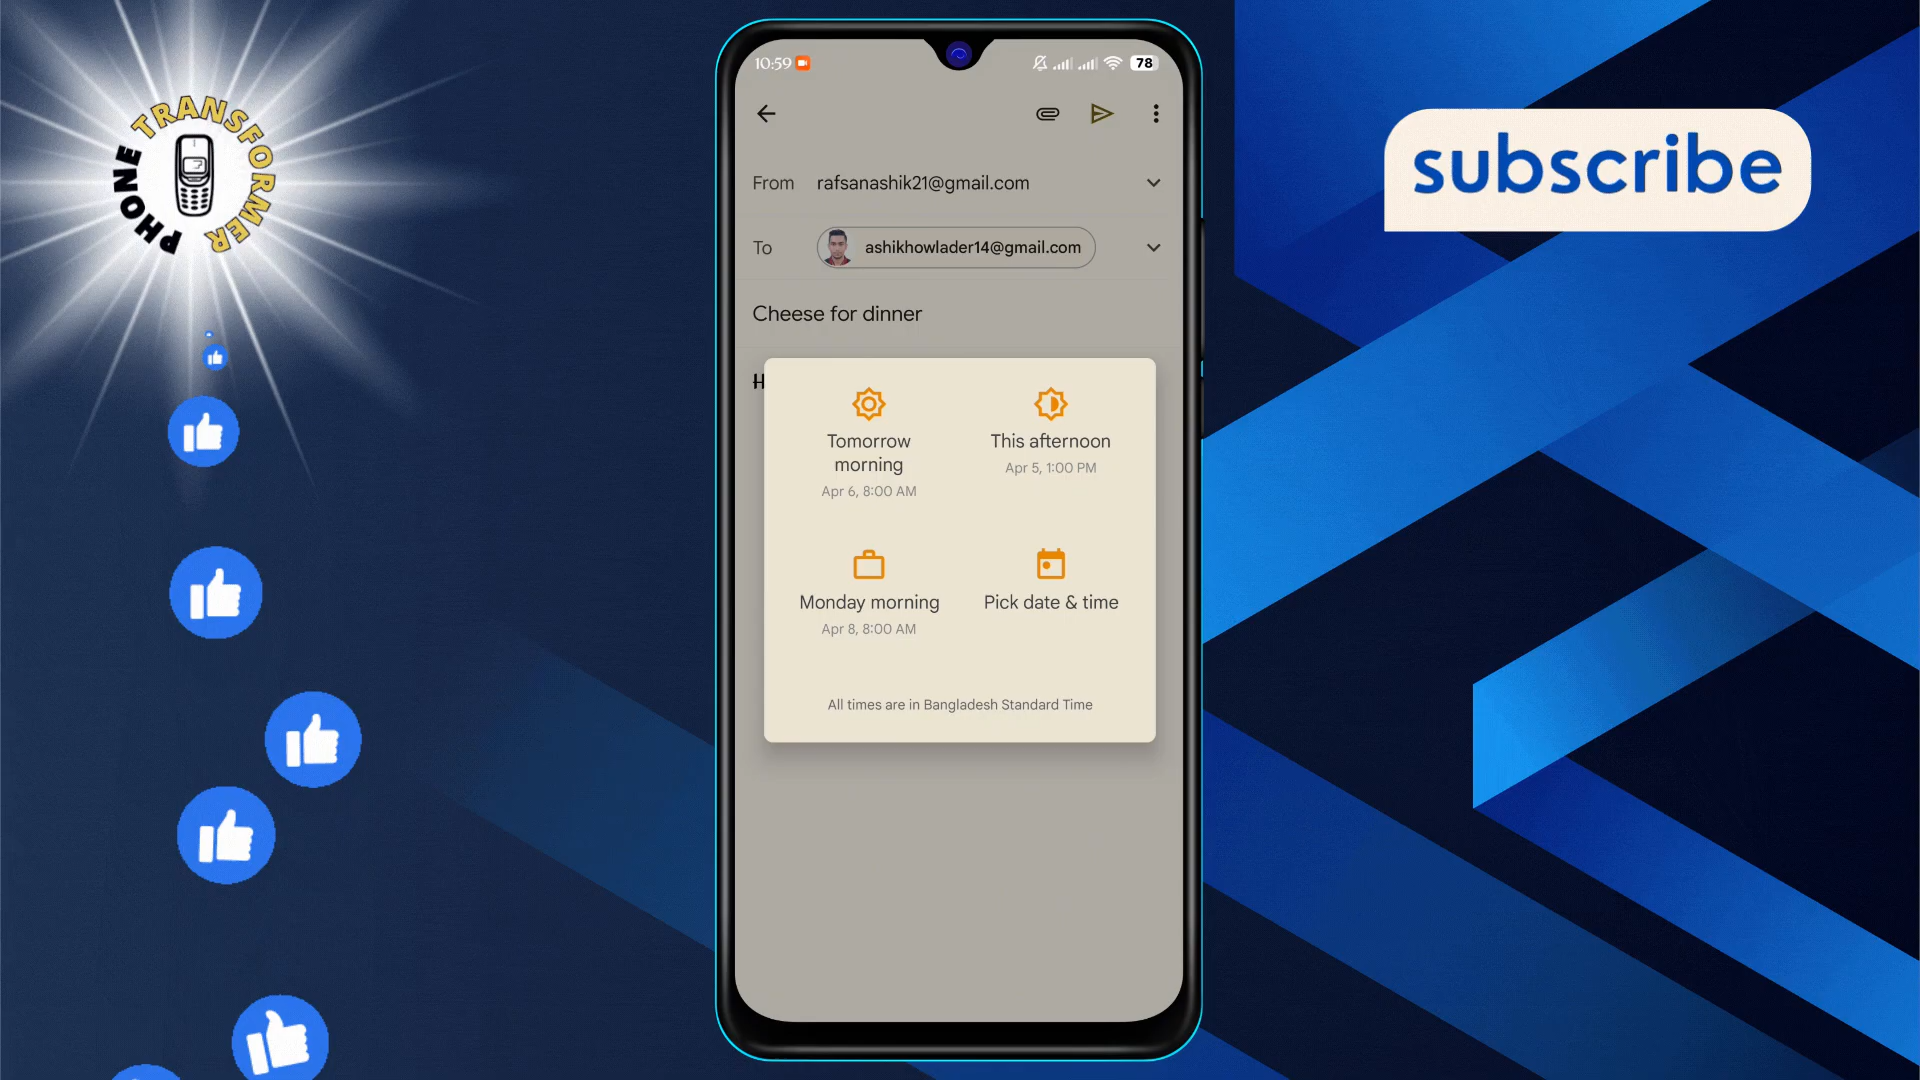 PHONE TRANSFORMER
subscribe
10:59
78
From rafsanashik21@gmail.com
To ashikhowlader14@gmail.com
Cheese for dinner
H
Tomorrow
morning
Apr 6, 8:00 AM
This afternoon
Apr 5, 1:00 PM
Monday morning
Apr 8, 8:00 AM
Pick date & time
All times are in Bangladesh Standard Time